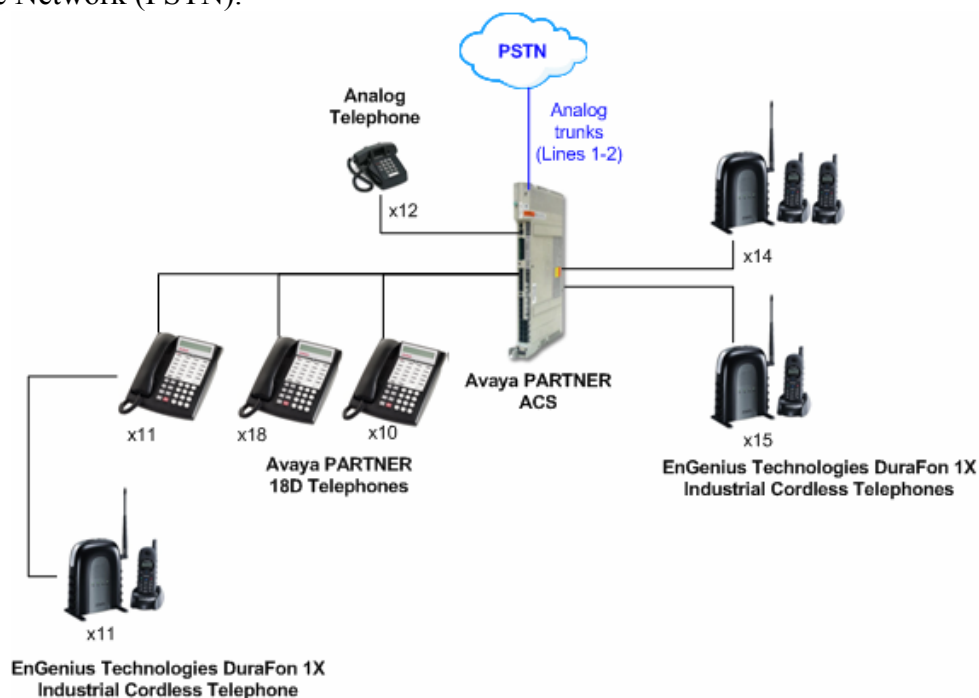 e Network (PSTN).
PSTN
Analog
Telephone
Analog
trunks
(Lines 1-2)
x12
x14
x11
x18
x10
Avaya PARTNER
18D Telephones
Avaya PARTNER
ACS
x15
EnGenius Technologies DuraFon 1X
Industrial Cordless Telephones
x11
EnGenius Technologies DuraFon 1X
Industrial Cordless Telephone